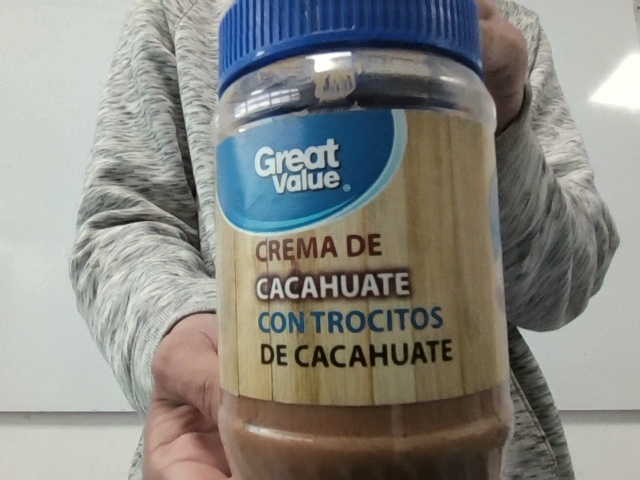 Great
Value®
CREMA DE
CACAHUATE
CON TROCITOS
DE CACAHUATE